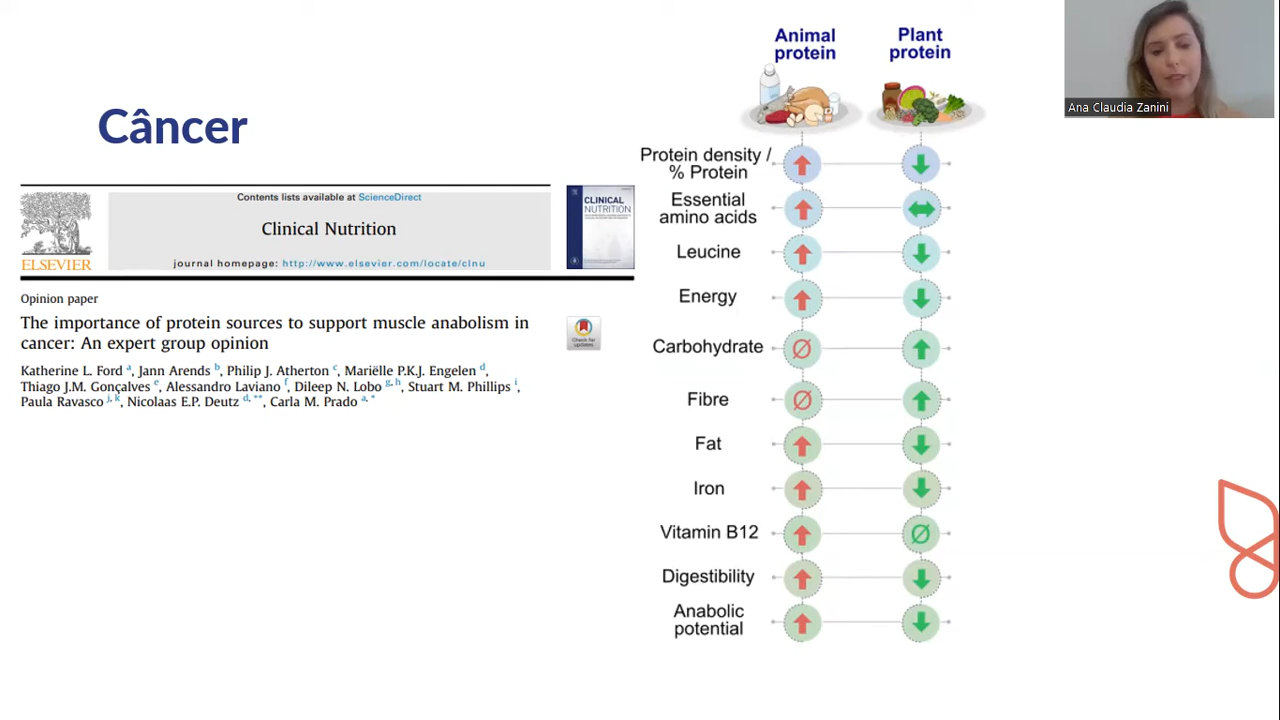 Câncer
Contents lists available at ScienceDirect
Clinical Nutrition
journal homepage: http://www.elsevier.com/locate/clnu
ELSEVIER
CLINICAL
NUTRITION
Opinion paper
The importance of protein sources to support muscle anabolism in
cancer: An expert group opinion
Check for
updates
Katherine L. Ford a, Jann Arends b, Philip J. Atherton c, Mariëlle P.K.J. Engelen d,
Thiago J.M. Gonçalves e, Alessandro Laviano f, Dileep N. Lobo g, h, Stuart M. Phillips i,
Paula Ravasco j, k, Nicolaas E.P. Deutz d, **, Carla M. Prado a, *
Animal
protein
Plant
protein
Protein density /
% Protein
Essential
amino acids
Leucine
Energy
Carbohydrate
Fibre
Fat
Iron
Vitamin B12
Digestibility
Anabolic
potential
Ana Claudia Zanini